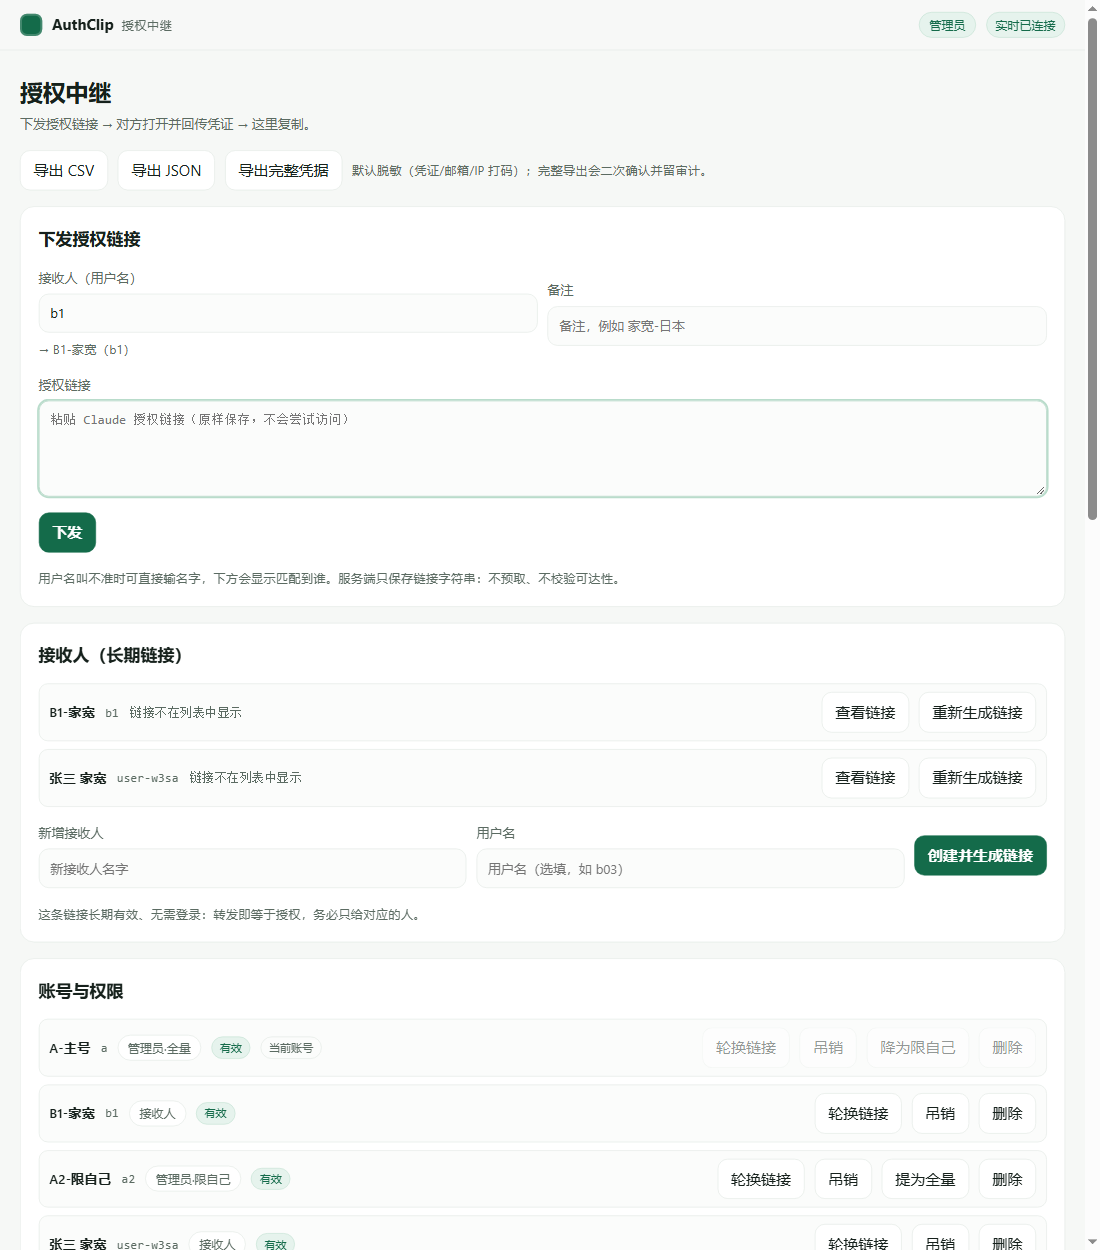 AuthClip 授权中继 管理员 实时已连接
授权中继
下发授权链接 → 对方打开并回传凭证 → 这里复制。
导出 CSV 导出 JSON 导出完整凭据 默认脱敏（凭证/邮箱/IP 打码）；完整导出会二次确认并留审计。
下发授权链接
接收人（用户名）
备注
b1
备注，例如 家宽-日本
→ B1-家宽（b1）
授权链接
粘贴 Claude 授权链接（原样保存，不会尝试访问）
下发
用户名叫不准时可直接输名字，下方会显示匹配到谁。服务端只保存链接字符串：不预取、不校验可达性。
接收人（长期链接）
B1-家宽 b1 链接不在列表中显示 查看链接 重新生成链接
张三 家宽 user-w3sa 链接不在列表中显示 查看链接 重新生成链接
新增接收人 用户名
新接收人名字 用户名（选填，如 b03） 创建并生成链接
这条链接长期有效、无需登录：转发即等于授权，务必只给对应的人。
账号与权限
A-主号 a 管理员·全量 有效 当前账号 轮换链接 吊销 降为限自己 删除
B1-家宽 b1 接收人 有效 轮换链接 吊销 删除
A2-限自己 a2 管理员·限自己 有效 轮换链接 吊销 提为全量 删除
张三 家宽 user-w3sa 接收人 有效 轮换链接 吊销 删除